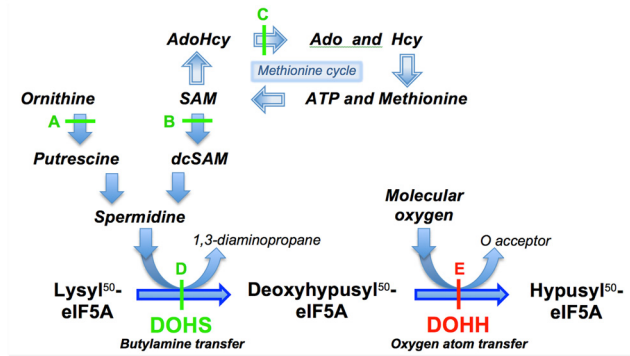 C
AdoHcy
Ado and Hcy
Methionine cycle
Ornithine
SAM
ATP and Methionine
A
B
Putrescine
dcSAM
Molecular
oxygen
Spermidine
1,3-diaminopropane
O acceptor
D
E
Lysyl50-
eIF5A
Deoxyhypusyl50-
eIF5A
Hypusyl50-
eIF5A
DOHS
DOHH
Butylamine transfer
Oxygen atom transfer